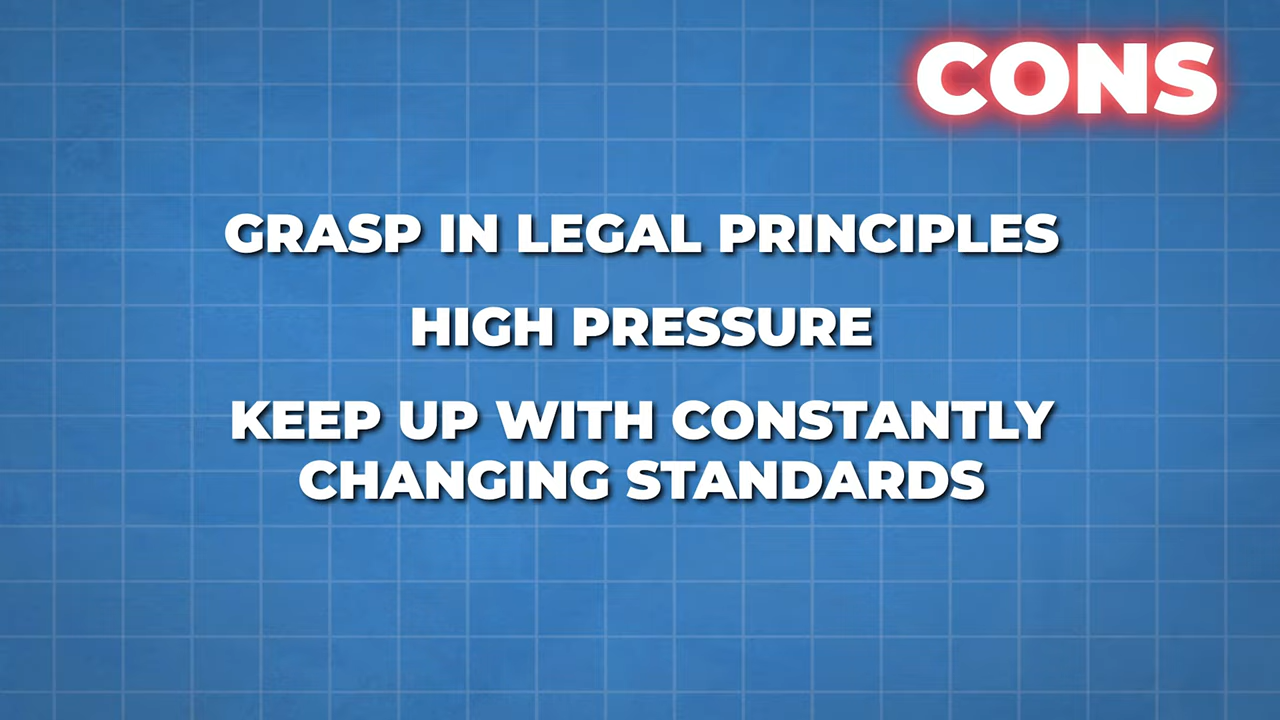 CONS
GRASP IN LEGAL PRINCIPLES
HIGH PRESSURE
KEEP UP WITH CONSTANTLY
CHANGING STANDARDS